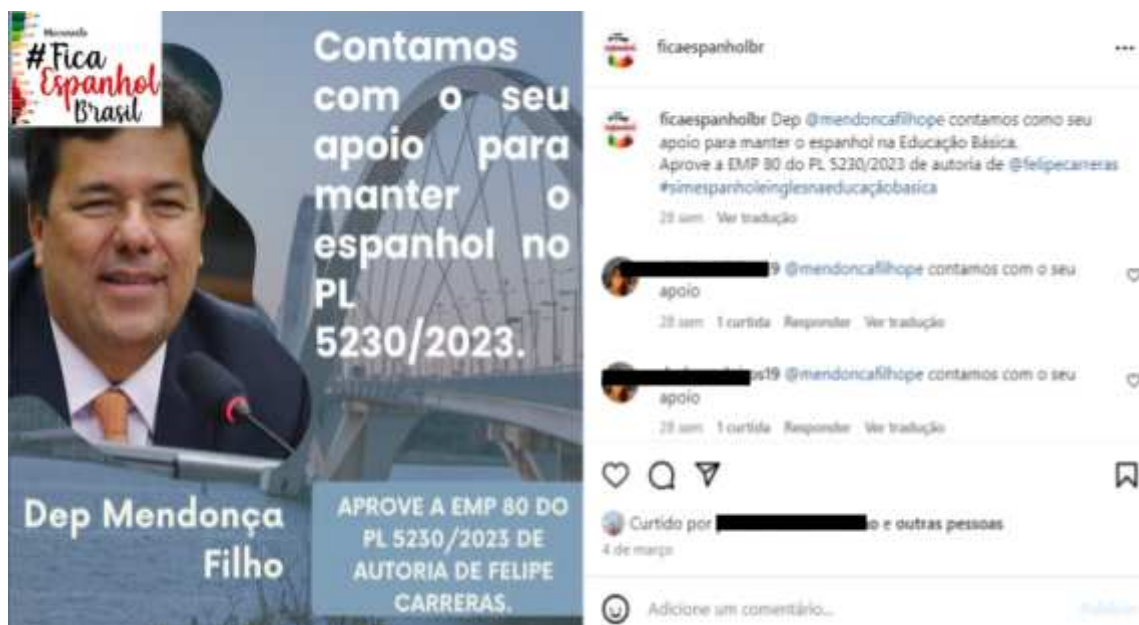 Movimento
#Fica
Espanhol
Brasil
Contamos
com o seu
apoio para
manter o
espanhol no
PL
5230/2023.
Dep Mendonça
Filho
APROVE A EMP 80 DO
PL 5230/2023 DE
AUTORIA DE FELIPE
CARRERAS.
ficaespanholbr
ficaespanholbr Dep @mendoncafilhope contamos como seu
apoio para manter o espanhol na Educação Básica.
Aprove a EMP 80 do PL 5230/2023 de autoria de @felipecarreras
#simespanholeinglesnaeducaçãobasica
28 sem Ver tradução
9 @mendoncafilhope contamos com o seu
apoio
28 sem 1 curtida Responder Ver tradução
os19 @mendoncafilhope contamos com o seu
apoio
28 sem 1 curtida Responder Ver tradução
Curtido por o e outras pessoas
4 de março
Adicione um comentário...